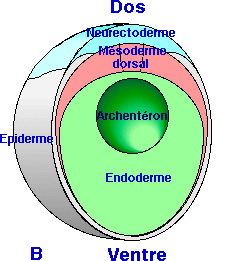 Dos
Neurectoderme
Mésoderme
dorsal
Archentéron
Epiderme
Endoderme
B
Ventre